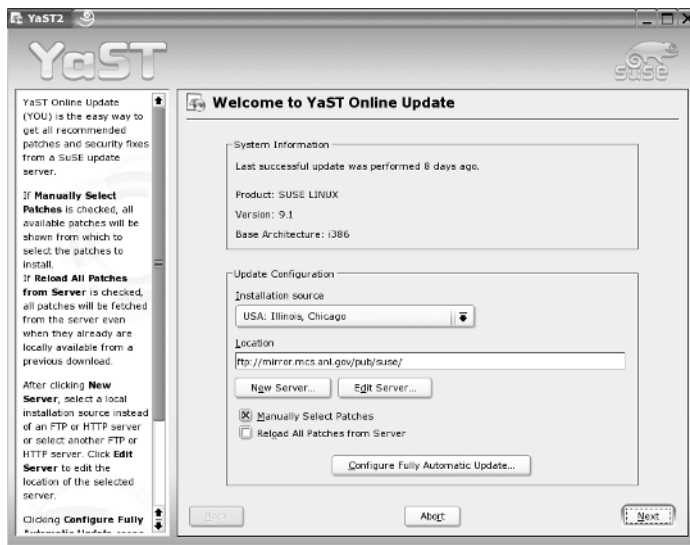 YaST2
YaST
SUSE
YaST Online Update
(YOU) is the easy way to
get all recommended
patches and security fixes
from a SuSE update
server.
If Manually Select
Patches is checked, all
available patches will be
shown from which to
select the patches to
install.
If Reload All Patches
from Server is checked,
all patches will be fetched
from the server even
when they already are
locally available from a
previous download.
After clicking New
Server, select a local
installation source instead
of an FTP or HTTP server
or select another FTP or
HTTP server. Click Edit
Server to edit the
location of the selected
server.
Clicking Configure Fully
Welcome to YaST Online Update
System Information
Last successful update was performed 8 days ago.
Product: SUSE LINUX
Version: 9.1
Base Architecture: i386
Update Configuration
Installation source
USA: Illinois, Chicago
Location
ftp://mirror.mcs.anl.gov/pub/suse/
New Server... Edit Server...
Manually Select Patches
Reload All Patches from Server
Configure Fully Automatic Update...
Back Abort Next